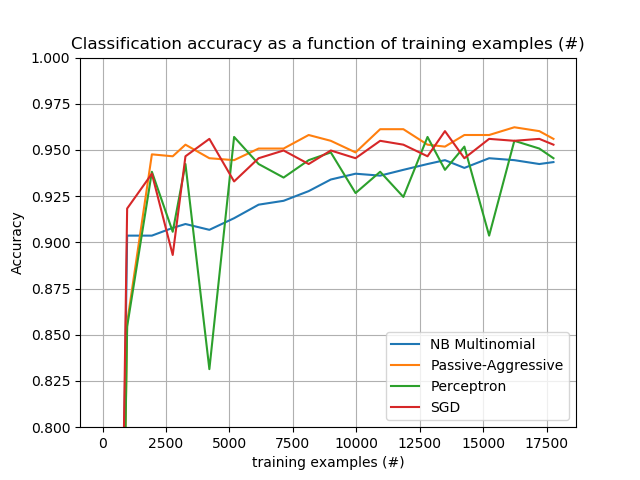 Classification accuracy as a function of training examples (#)
1.000
0.975
0.950
0.925
0.900
0.875
0.850
0.825
0.800
Accuracy
NB Multinomial
Passive-Aggressive
Perceptron
SGD
0 2500 5000 7500 10000 12500 15000 17500
training examples (#)